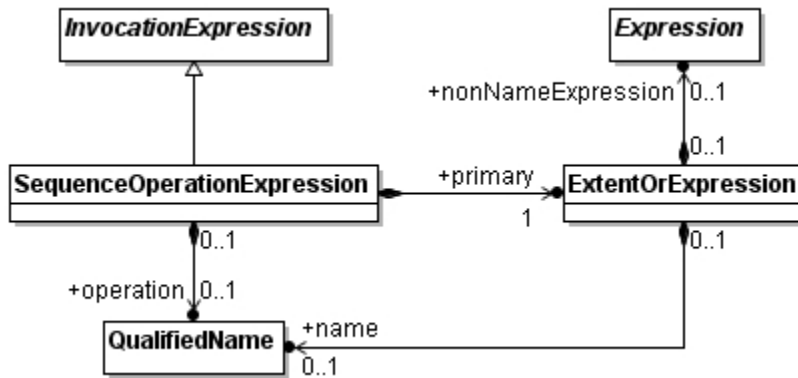 InvocationExpression
Expression
+nonNameExpression
0..1
0..1
SequenceOperationExpression
+primary
1
ExtentOrExpression
0..1
0..1
+operation
0..1
QualifiedName
+name
0..1